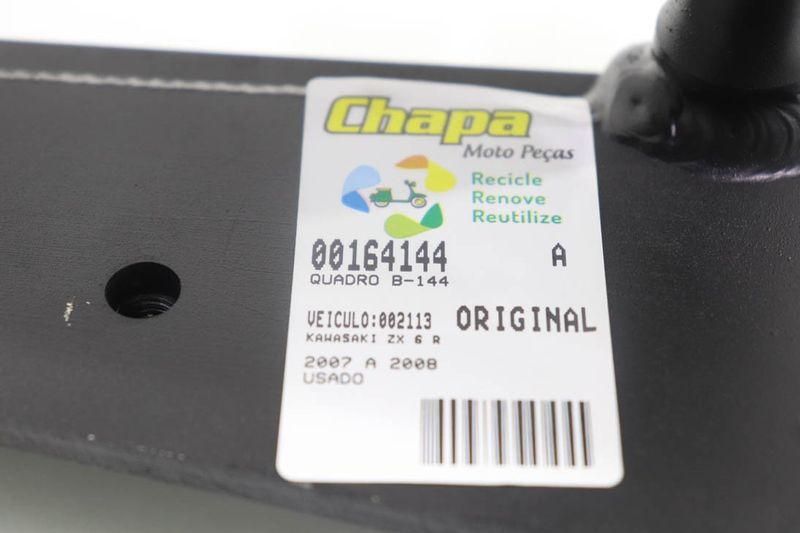 Chapa
Moto Peças
Recicle
Renove
Reutilize
00164144 A
QUADRO B-144
VEICULO:002113 ORIGINAL
KAWASAKI ZX 6 R
2007 A 2008
USADO